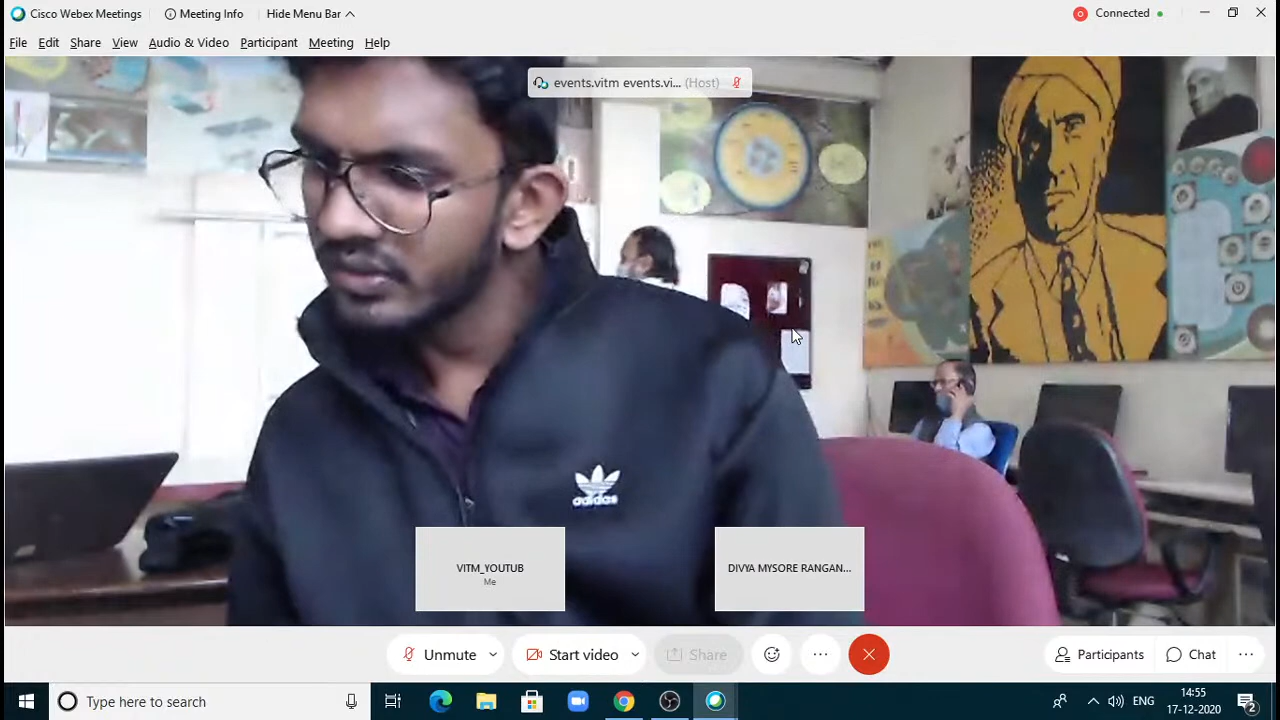 Cisco Webex Meetings
Meeting Info
Hide Menu Bar
Connected
File Edit Share View Audio & Video Participant Meeting Help
events.vitm events.vi... (Host)
adidas
VITM_YOUTUB
Me
DIVYA MYSORE RANGAN...
Unmute
Start video
Share
Participants
Chat
Type here to search
ENG
14:55
17-12-2020
2